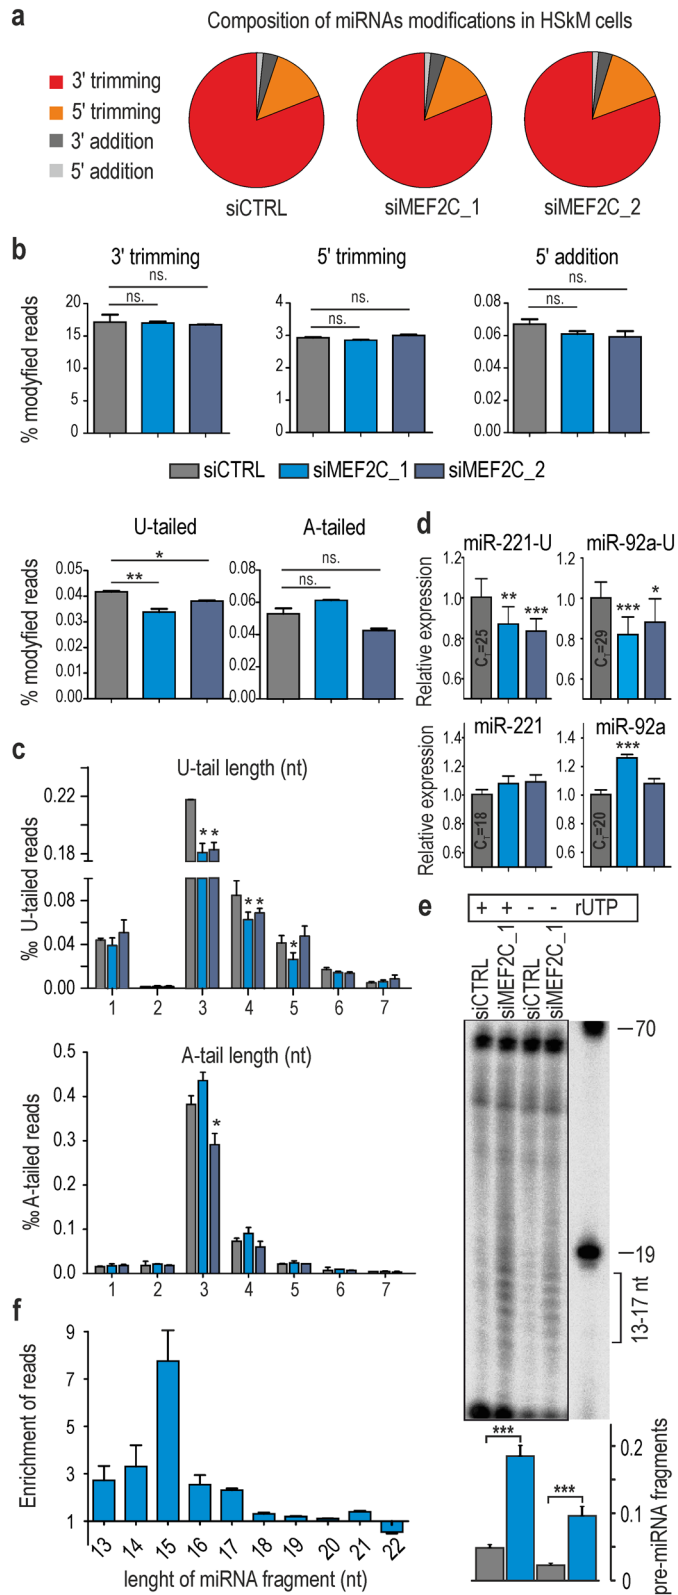 a
Composition of miRNAs modifications in HSkM cells
3' trimming
5' trimming
3' addition
5' addition
siCTRL siMEF2C_1 siMEF2C_2
b
3' trimming 5' trimming 5' addition
ns. ns. ns.
ns. ns. ns.
% modyfied reads
20 15 10 5 0
4 3 2 1 0
0.08 0.06 0.04 0.02 0.00
siCTRL siMEF2C_1 siMEF2C_2
U-tailed A-tailed
* ns.
** ns.
% modyfied reads
0.05 0.04 0.03 0.02 0.01 0.00
0.08 0.06 0.04 0.02 0.00
d
miR-221-U miR-92a-U
Relative expression
1.2 1.0 0.8 0.6
** ***
CT=25
1.2 1.0 0.8 0.6
*** *
CT=29
miR-221 miR-92a
Relative expression
1.4 1.2 1.0 0.8 0.6
CT=18
1.4 1.2 1.0 0.8 0.6
***
CT=20
c
U-tail length (nt)
‱ U-tailed reads
0.22
0.18
0.08
0.04
0.00
* *
* *
*
1 2 3 4 5 6 7
A-tail length (nt)
‱ A-tailed reads
0.5
0.4
0.3
0.2
0.1
0.0
*
1 2 3 4 5 6 7
e
+ + - - rUTP
siCTRL
siMEF2C_1
siCTRL
siMEF2C_1
70
19
13-17 nt
*** ***
0.2
0.1
0
pre-miRNA fragments
f
Enrichment of reads
9
7
5
3
1
13 14 15 16 17 18 19 20 21 22
lenght of miRNA fragment (nt)